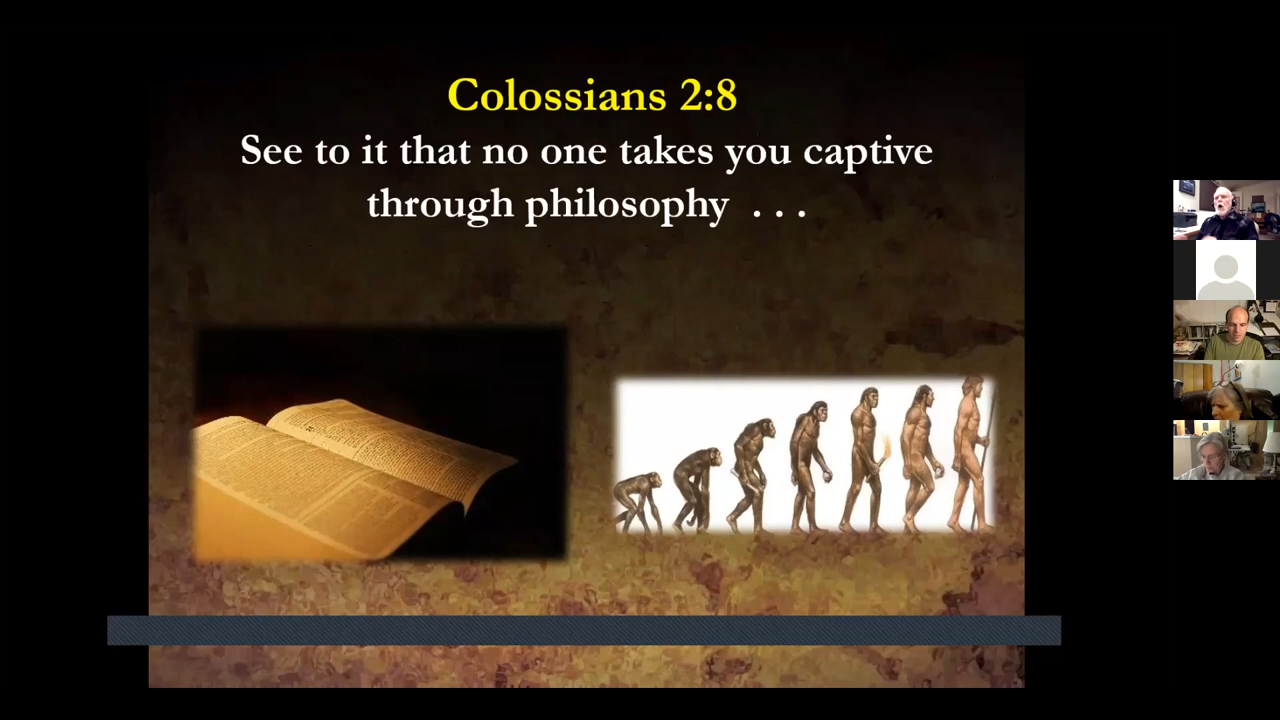 Colossians 2:8
See to it that no one takes you captive
through philosophy . . .